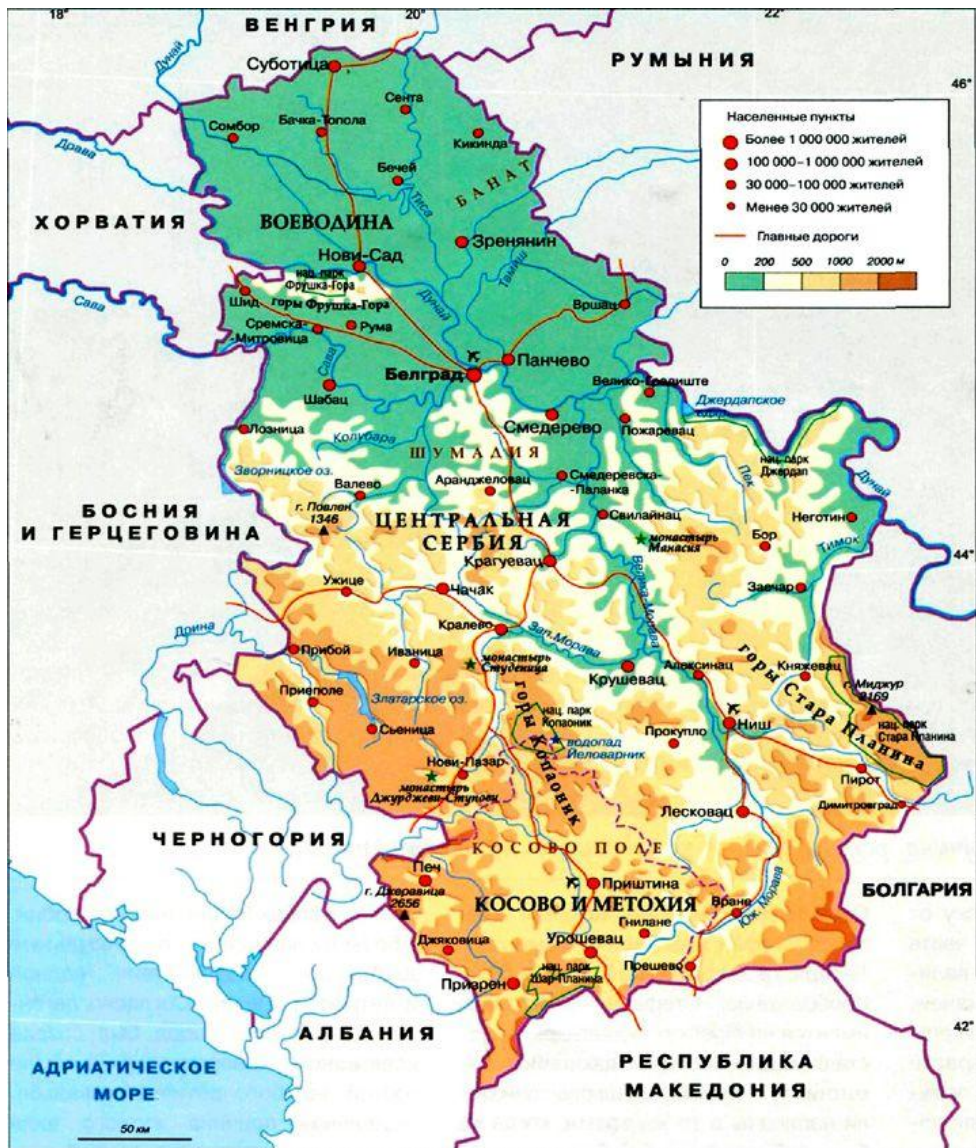 ВЕНГРИЯ
20°
22°
РУМЫНИЯ
46°
Дунай
Суботица
Сента
Бачка-Топола
Сомбор
Кикинда
Драва
Бечей
Тиса
БАНАТ
ХОРВАТИЯ
ВОЕВОДИНА
Зренянин
Нови-Сад
нац. парк
Фрушка-Гора
Тамиш
Дунай
Шид
горы Фрушка-Гора
Вршац
Сава
Сремска-
-Митровица
Рума
Панчево
Белград
Сава
Шабац
Велико-Градиште
Джердапское
Смедерево
Пожаревац
Лозница
Колубара
ШУМАДИЯ
нац. парк
Джердап
Зворницкое оз.
Смедеревска-
-Паланка
Пек
Дунай
Валево
Аранджеловац
БОСНИЯ
И ГЕРЦЕГОВИНА
г. Повлен
1346
ЦЕНТРАЛЬНАЯ
СЕРБИЯ
Свилайнац
Неготин
монастырь
Манасия
Бор
Тимок
44°
Крагуевац
Ужице
Чачак
Велика-Морава
Заечар
Дрина
Кралево
Зап.Морава
Прибой
Иваница
монастырь
Студеница
Крушевац
Алексинац
Княжевац
горы Стара Планина
г. Миджур
2169
Приеполе
Златарское оз.
горы Копаоник
нац. парк
Копаоник
нац. парк
Стара Планина
Сьеница
водопад
Йеловарник
Прокупло
Ниш
Нови-Пазар
монастырь
Джурджеви-Ступови
Пирот
Димитровград
Лесковац
ЧЕРНОГОРИЯ
КОСОВО ПОЛЕ
Печ
г. Джеравица
2656
Приштина
КОСОВО И МЕТОХИЯ
БОЛГАРИЯ
Вране
Юж. Морава
Гнилане
Джяковица
Урошевац
Прешево
нац. парк
Шар-Планина
Призрен
42°
АЛБАНИЯ
РЕСПУБЛИКА
МАКЕДОНИЯ
АДРИАТИЧЕСКОЕ
МОРЕ
50 км
Населенные пункты
Более 1 000 000 жителей
100 000–1 000 000 жителей
30 000–100 000 жителей
Менее 30 000 жителей
Главные дороги
0 200 500 1000 2000 м